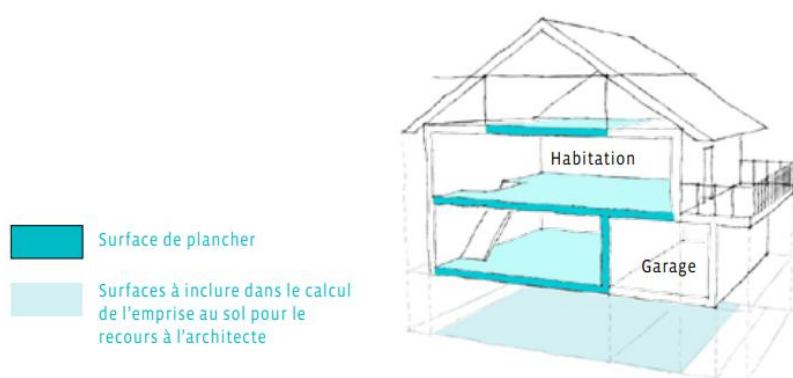 Habitation
Garage
Surface de plancher
Surfaces à inclure dans le calcul
de l'emprise au sol pour le
recours à l'architecte